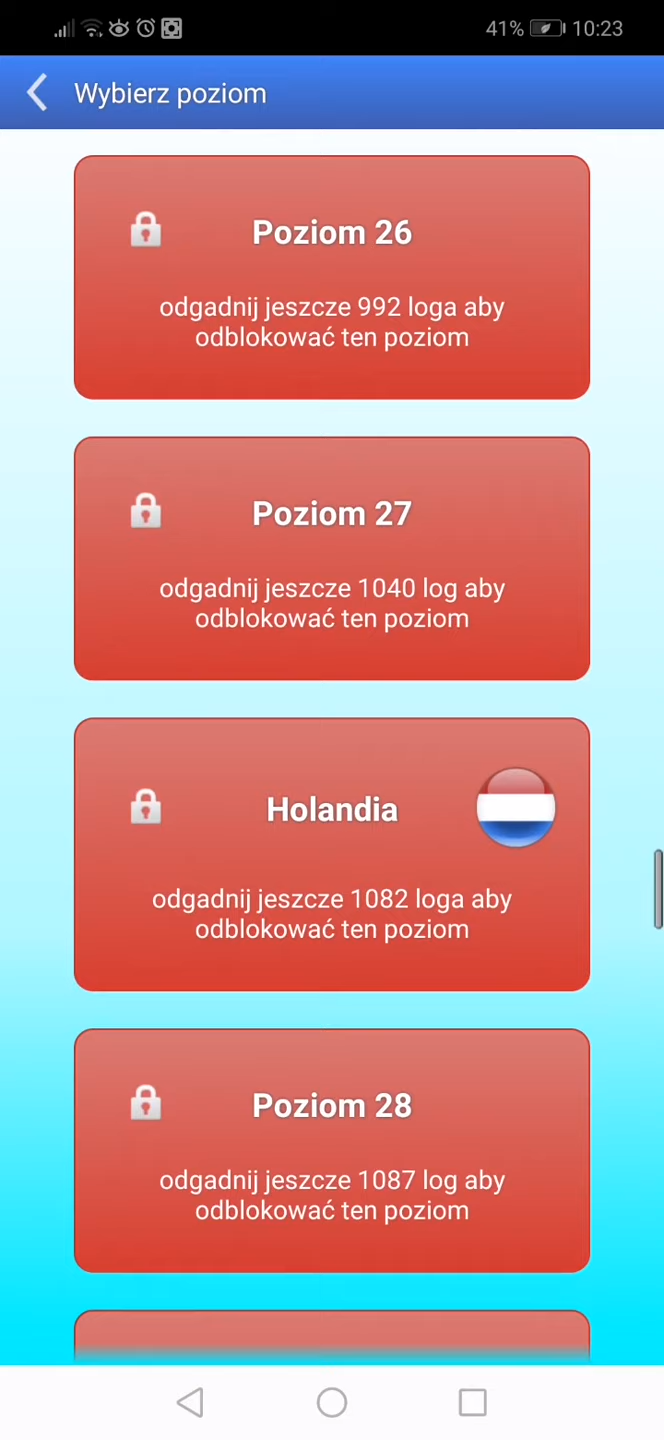 41% 10:23
Wybierz poziom
Poziom 26
odgadnij jeszcze 992 loga aby
odblokować ten poziom
Poziom 27
odgadnij jeszcze 1040 log aby
odblokować ten poziom
Holandia
odgadnij jeszcze 1082 loga aby
odblokować ten poziom
Poziom 28
odgadnij jeszcze 1087 log aby
odblokować ten poziom